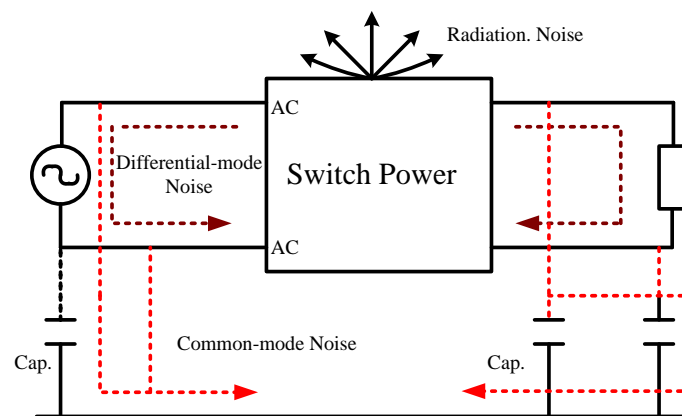 Radiation. Noise
AC
Differential-mode
Noise
Switch Power
AC
Common-mode Noise
Cap.
Cap.